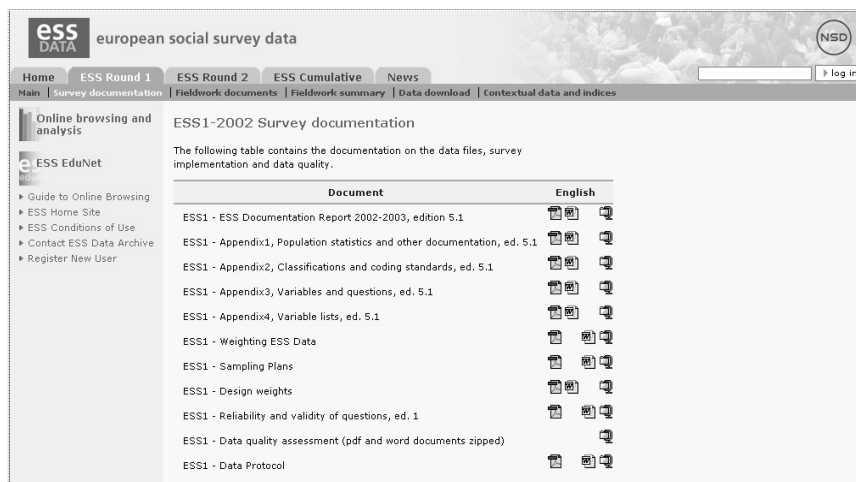 ess
DATA
european social survey data
NSD
Home ESS Round 1 ESS Round 2 ESS Cumulative News
log in
Main | Survey documentation | Fieldwork documents | Fieldwork summary | Data download | Contextual data and indices
Online browsing and
analysis
ESS EduNet
Guide to Online Browsing
ESS Home Site
ESS Conditions of Use
Contact ESS Data Archive
Register New User
ESS1-2002 Survey documentation
The following table contains the documentation on the data files, survey
implementation and data quality.
Document English
ESS1 - ESS Documentation Report 2002-2003, edition 5.1
ESS1 - Appendix1, Population statistics and other documentation, ed. 5.1
ESS1 - Appendix2, Classifications and coding standards, ed. 5.1
ESS1 - Appendix3, Variables and questions, ed. 5.1
ESS1 - Appendix4, Variable lists, ed. 5.1
ESS1 - Weighting ESS Data
ESS1 - Sampling Plans
ESS1 - Design weights
ESS1 - Reliability and validity of questions, ed. 1
ESS1 - Data quality assessment (pdf and word documents zipped)
ESS1 - Data Protocol